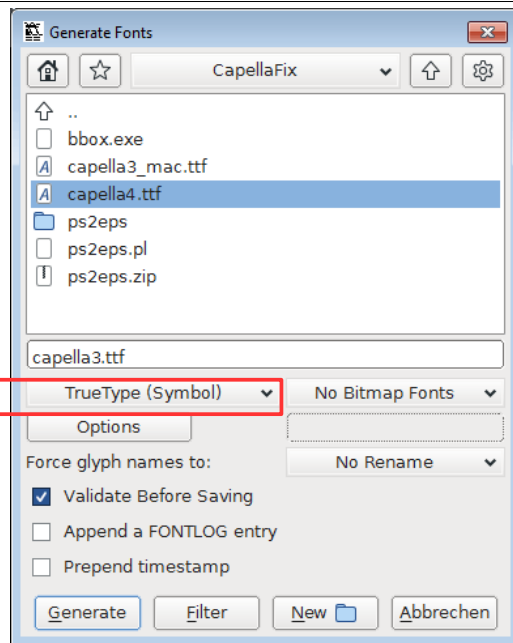 Generate Fonts
CapellaFix
..
bbox.exe
capella3_mac.ttf
capella4.ttf
ps2eps
ps2eps.pl
ps2eps.zip
capella3.ttf
TrueType (Symbol) No Bitmap Fonts
Options
Force glyph names to: No Rename
Validate Before Saving
Append a FONTLOG entry
Prepend timestamp
Generate Filter New Abbrechen